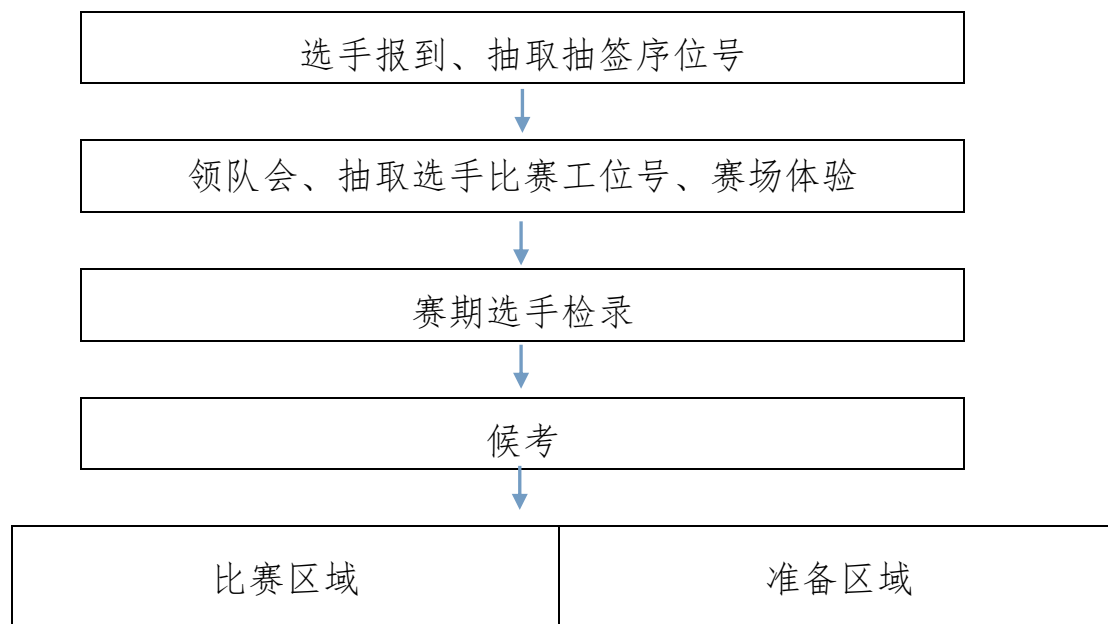 选手报到、抽取抽签序位号
领队会、抽取选手比赛工位号、赛场体验
赛期选手检录
候考
比赛区域
准备区域